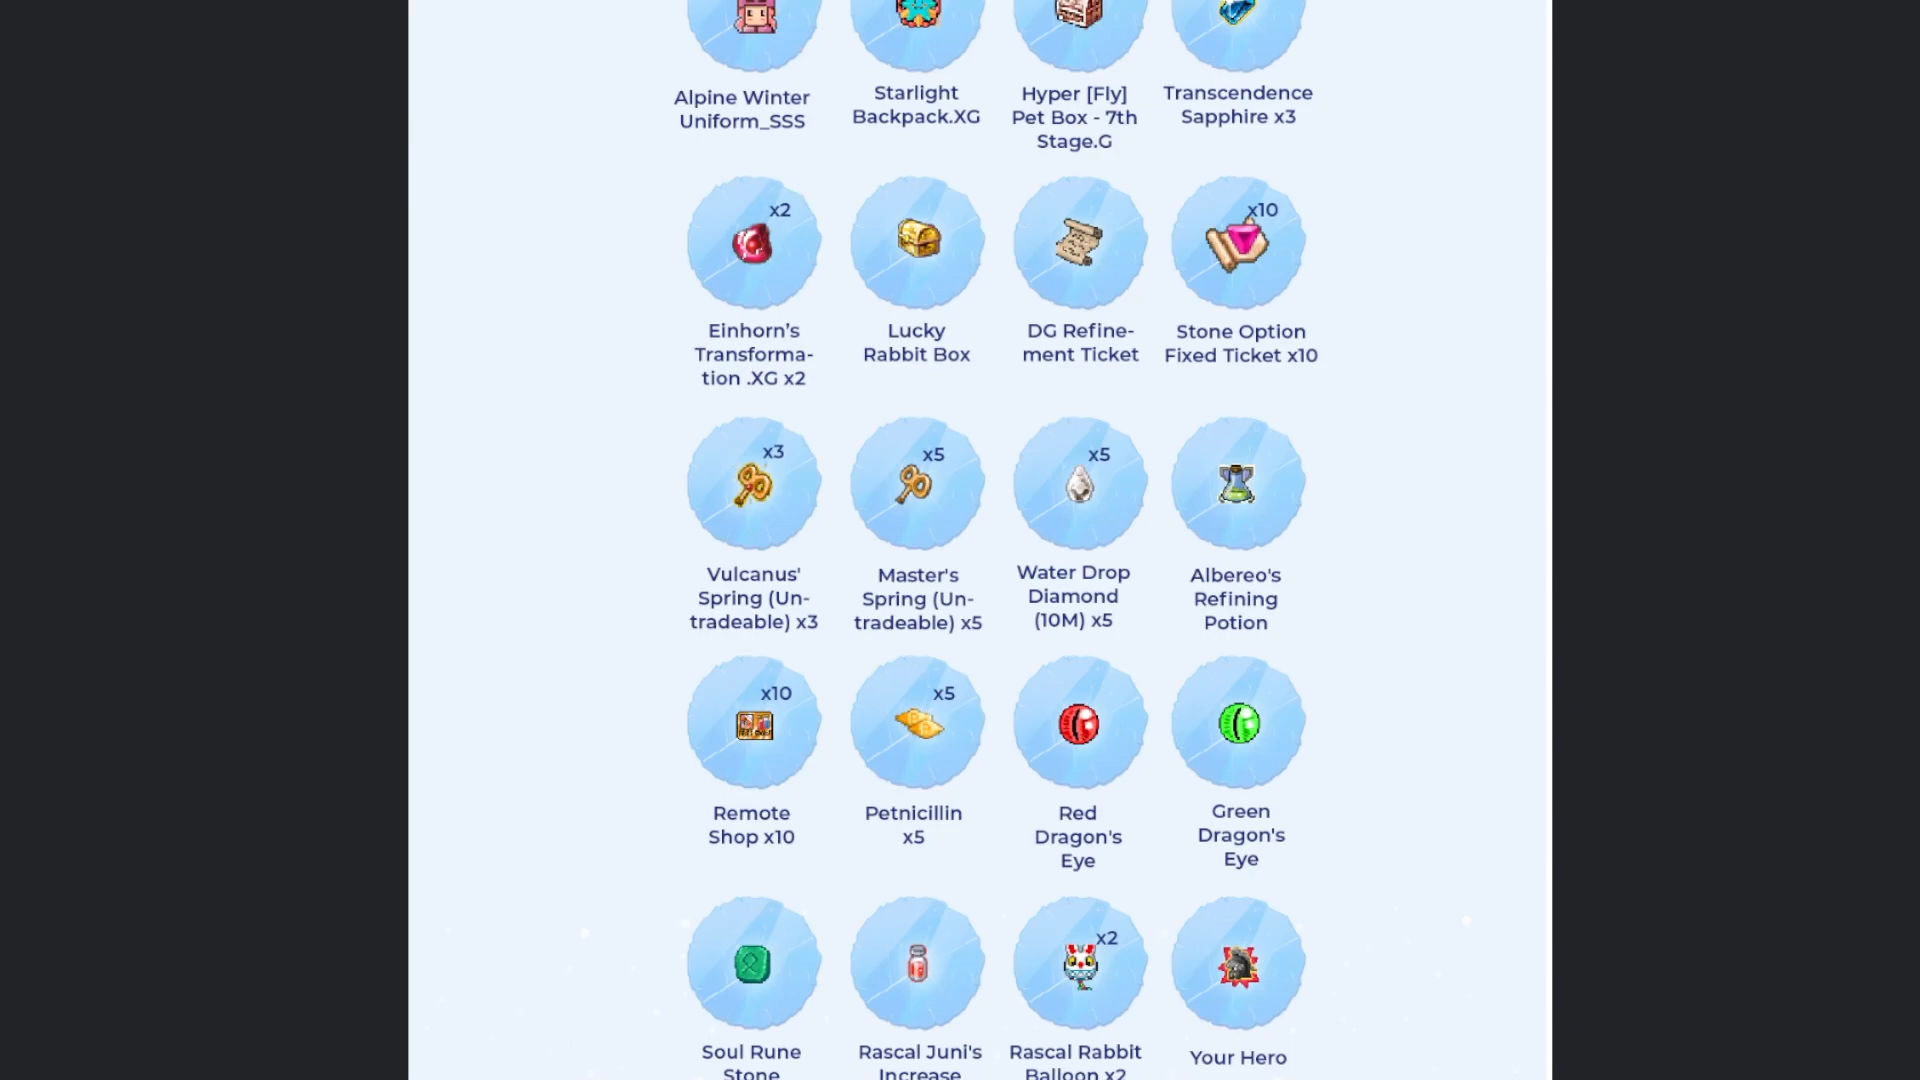 Alpine Winter
Uniform_SSS
Starlight
Backpack.XG
Hyper [Fly]
Pet Box - 7th
Stage.G
Transcendence
Sapphire x3
x2
x10
Einhorn’s
Transforma-
tion .XG x2
Lucky
Rabbit Box
DG Refine-
ment Ticket
Stone Option
Fixed Ticket x10
x3
x5
x5
Vulcanus'
Spring (Un-
tradeable) x3
Master's
Spring (Un-
tradeable) x5
Water Drop
Diamond
(10M) x5
Albereo's
Refining
Potion
x10
x5
Remote
Shop x10
Petnicillin
x5
Red
Dragon's
Eye
Green
Dragon's
Eye
x2
Soul Rune
Stone
Rascal Juni's
Increase
Rascal Rabbit
Balloon x2
Your Hero